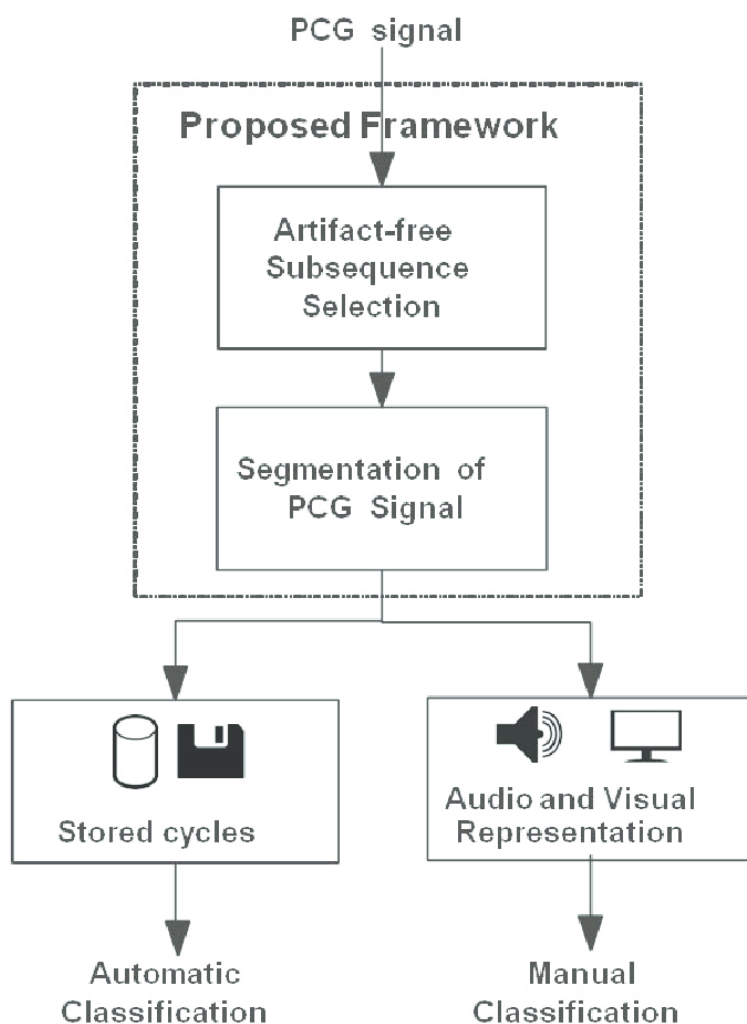 PCG signal
Proposed Framework
Artifact-free
Subsequence
Selection
Segmentation of
PCG Signal
Stored cycles
Audio and Visual
Representation
Automatic
Classification
Manual
Classification